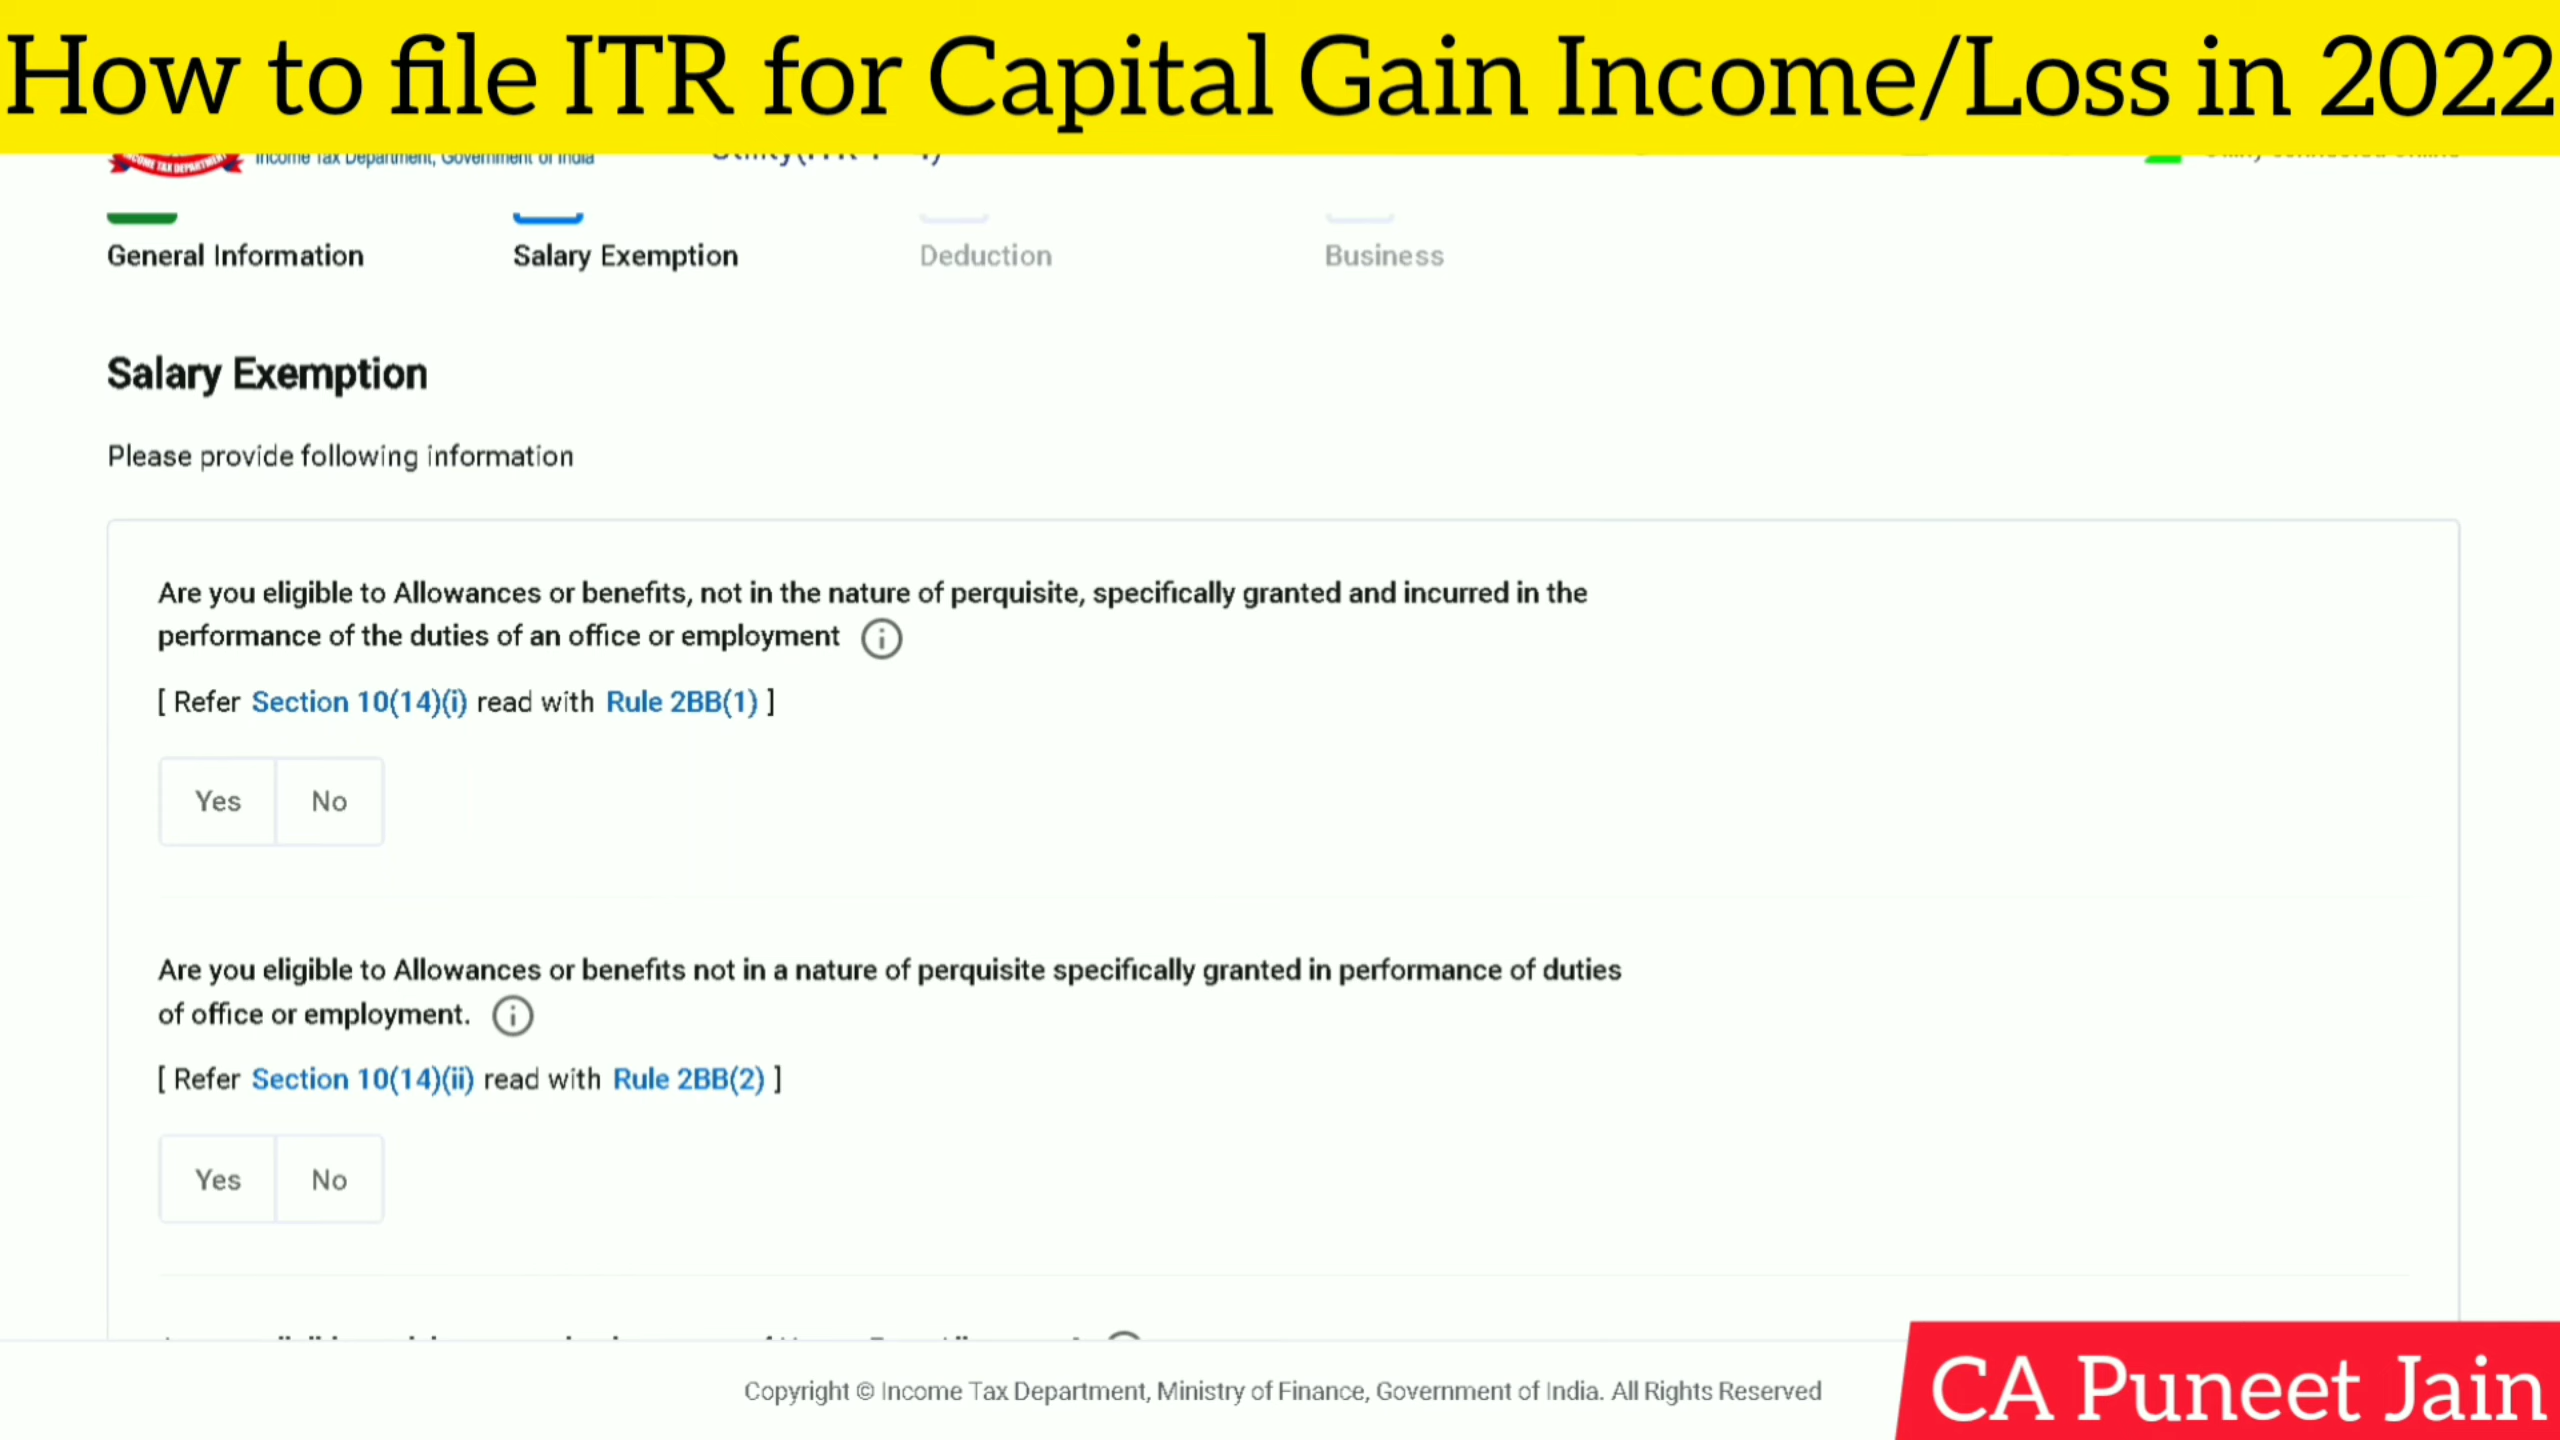 How to file ITR for Capital Gain Income/Loss in 2022
Income Tax Department, Government of India
General Information
Salary Exemption
Deduction
Business
Salary Exemption
Please provide following information
Are you eligible to Allowances or benefits, not in the nature of perquisite, specifically granted and incurred in the
performance of the duties of an office or employment
[ Refer Section 10(14)(i) read with Rule 2BB(1) ]
Yes No
Are you eligible to Allowances or benefits not in a nature of perquisite specifically granted in performance of duties
of office or employment.
[ Refer Section 10(14)(ii) read with Rule 2BB(2) ]
Yes No
Copyright © Income Tax Department, Ministry of Finance, Government of India. All Rights Reserved
CA Puneet Jain